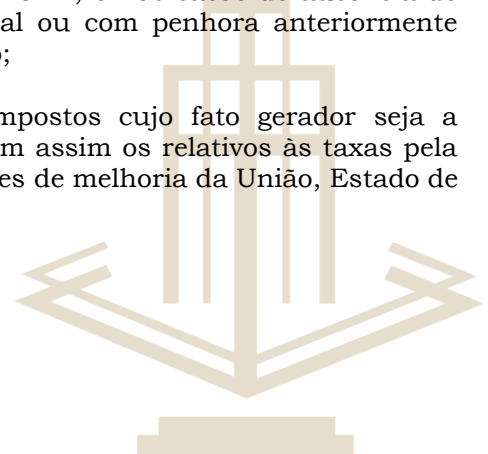 al ou com penhora anteriormente
o;
mpostos cujo fato gerador seja a
m assim os relativos às taxas pela
es de melhoria da União, Estado de